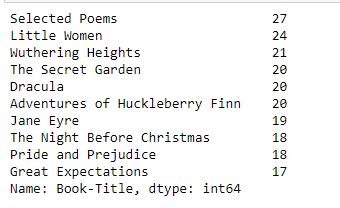 Selected Poems 27
Little Women 24
Wuthering Heights 21
The Secret Garden 20
Dracula 20
Adventures of Huckleberry Finn 20
Jane Eyre 19
The Night Before Christmas 18
Pride and Prejudice 18
Great Expectations 17
Name: Book-Title, dtype: int64